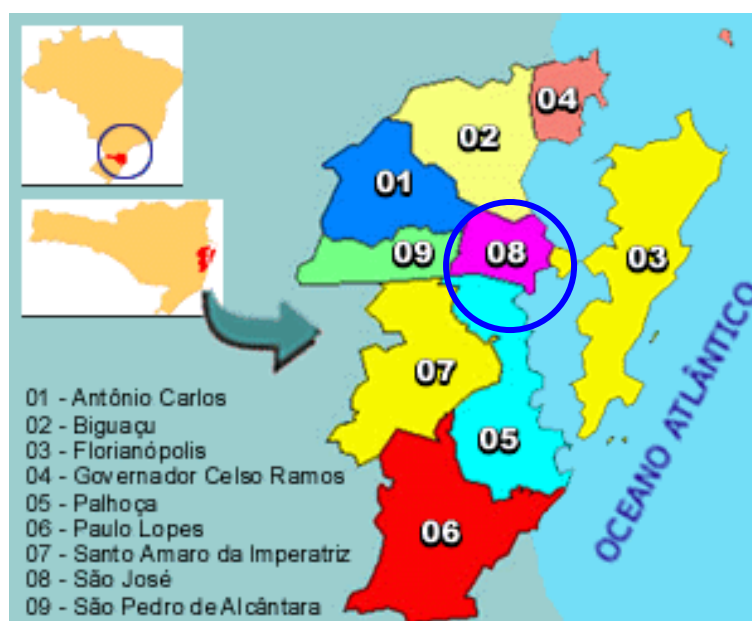 04
02
01
09
08
03
07
05
06
OCEANO ATLÂNTICO
01 - Antônio Carlos
02 - Biguaçu
03 - Florianópolis
04 - Governador Celso Ramos
05 - Palhoça
06 - Paulo Lopes
07 - Santo Amaro da Imperatriz
08 - São José
09 - São Pedro de Alcântara